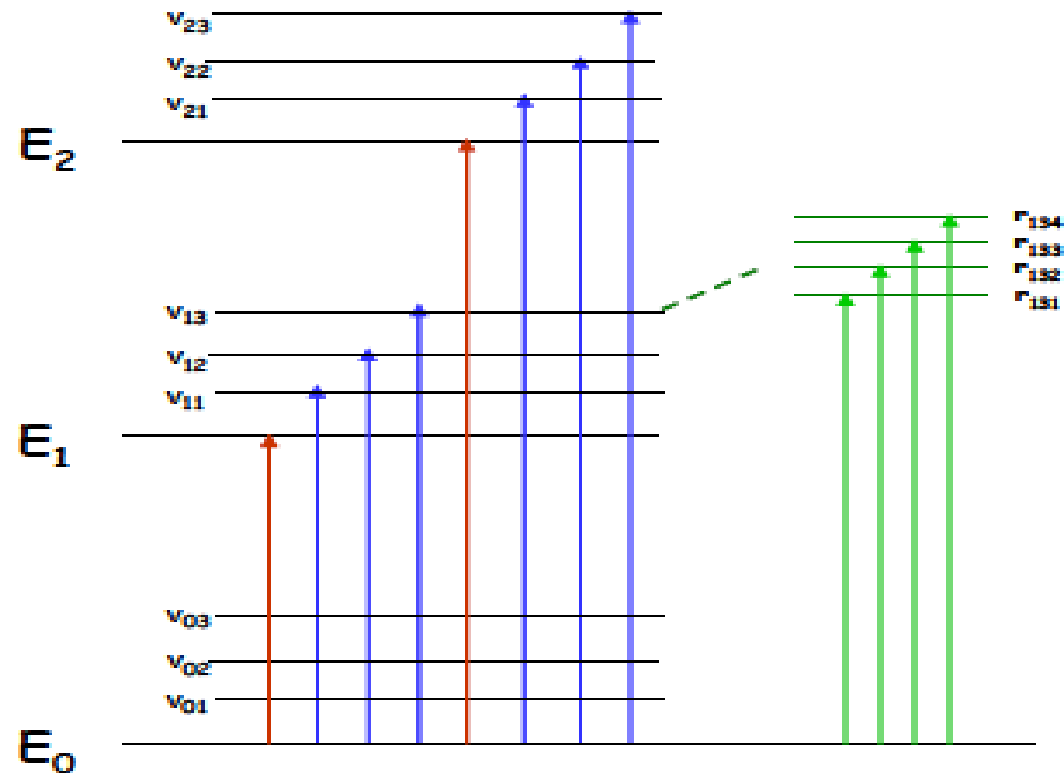 v₂₃
v₂₂
v₂₁
E₂
r₁₃₄
r₁₃₃
r₁₃₂
r₁₃₁
v₁₃
v₁₂
v₁₁
E₁
v₀₃
v₀₂
v₀₁
E₀